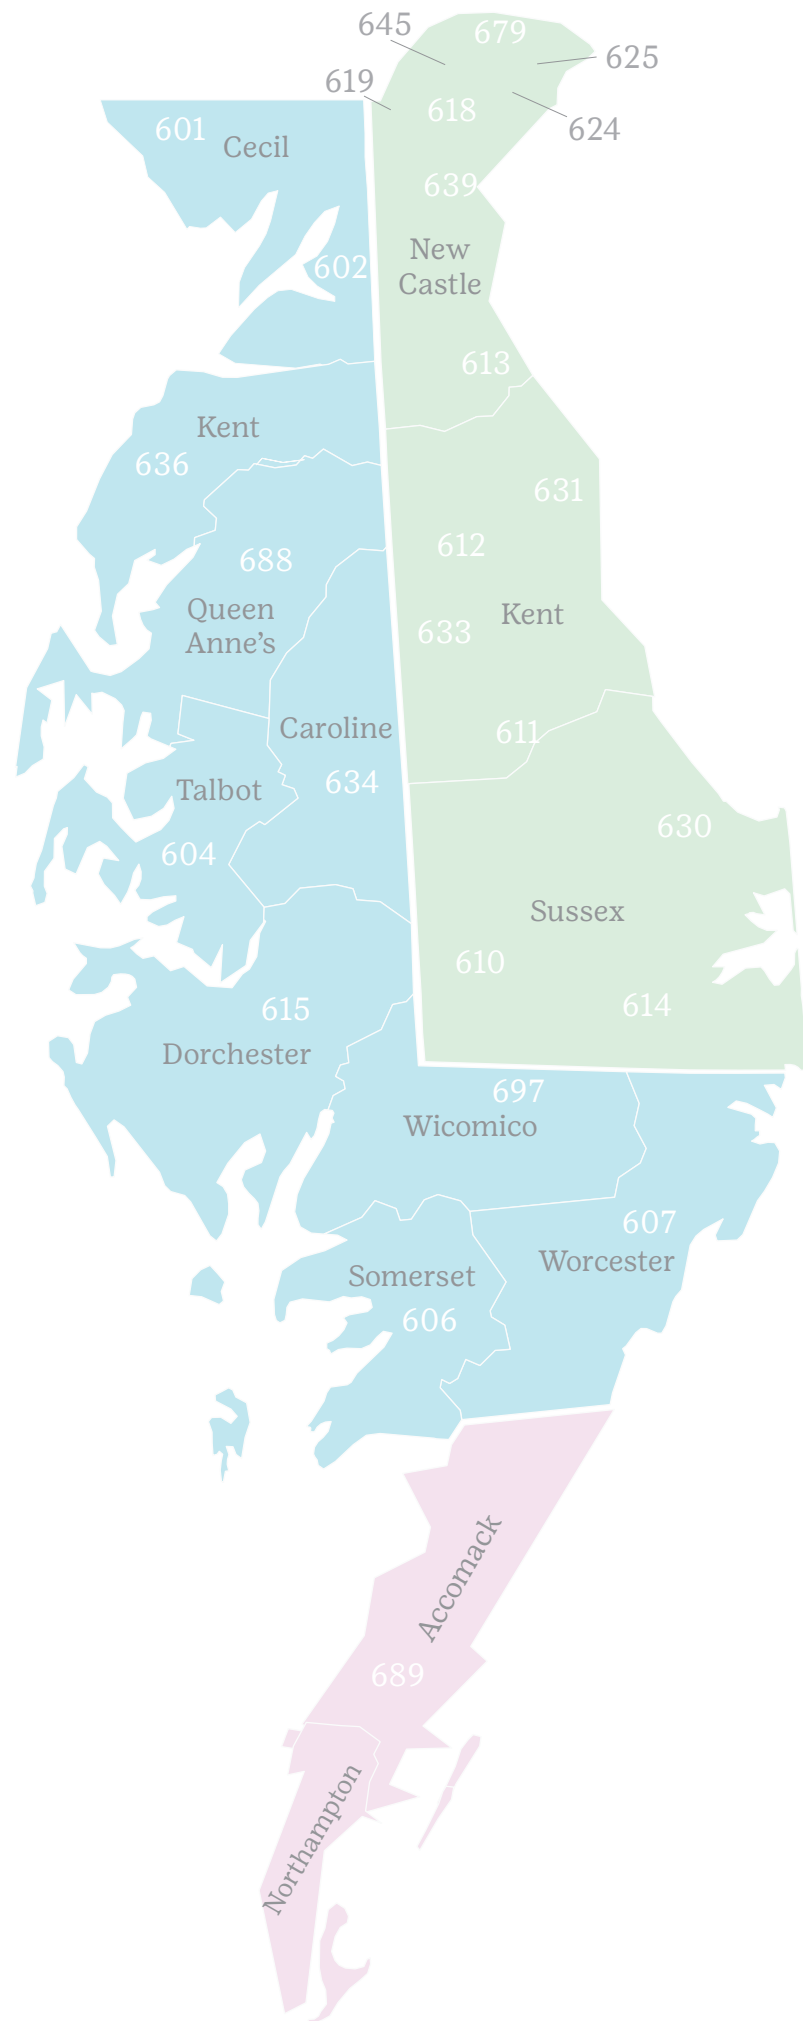 645
679
625
619
618
624
601
Cecil
639
602
New
Castle
613
Kent
636
631
612
688
Queen
Anne’s
Kent
633
Caroline
611
634
Talbot
604
630
Sussex
610
614
615
Dorchester
697
Wicomico
607
Worcester
Somerset
606
Accomack
689
Northampton